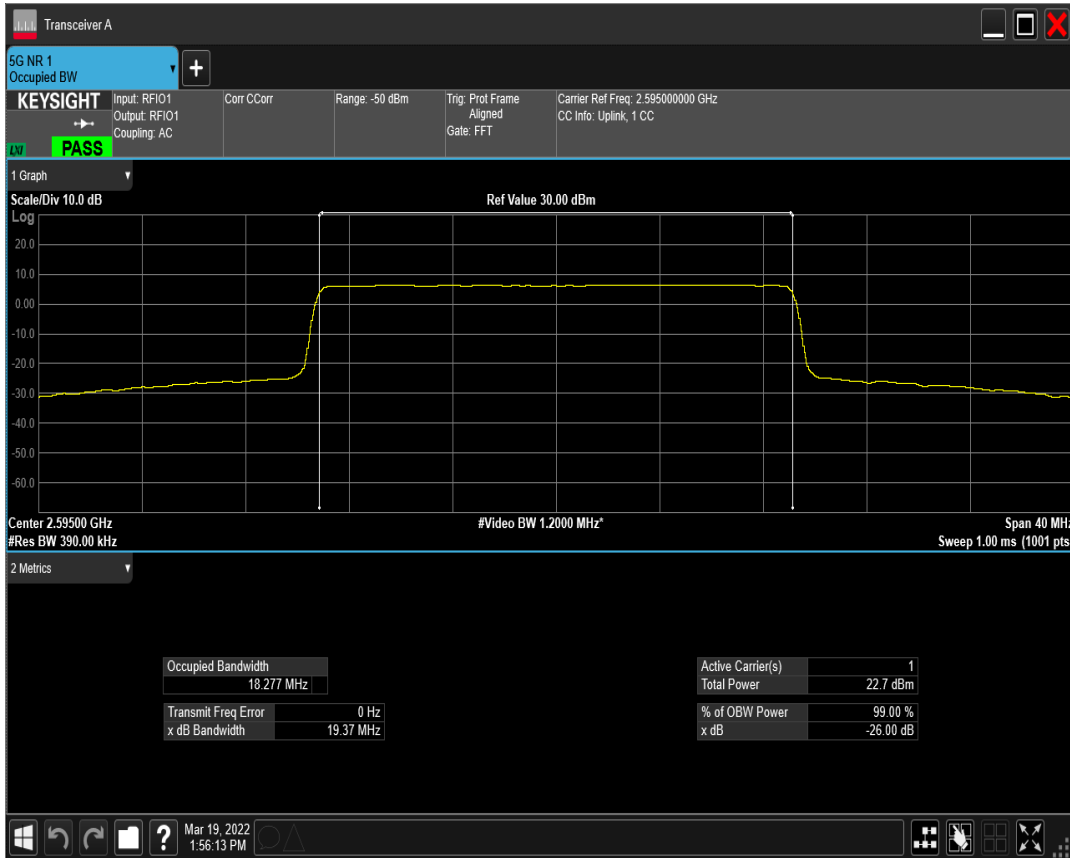 Transceiver A
5G NR 1
Occupied BW
+
KEYSIGHT
LXI
PASS
Input: RFIO1
Output: RFIO1
Coupling: AC
Corr CCorr
Range: -50 dBm
Trig: Prot Frame
Aligned
Gate: FFT
Carrier Ref Freq: 2.595000000 GHz
CC Info: Uplink, 1 CC
1 Graph
Scale/Div 10.0 dB
Ref Value 30.00 dBm
Log
20.0
10.0
0.00
-10.0
-20.0
-30.0
-40.0
-50.0
-60.0
Center 2.59500 GHz
#Video BW 1.2000 MHz*
Span 40 MHz
#Res BW 390.00 kHz
Sweep 1.00 ms (1001 pts
2 Metrics
Occupied Bandwidth
18.277 MHz
Transmit Freq Error 0 Hz
x dB Bandwidth 19.37 MHz
Active Carrier(s) 1
Total Power 22.7 dBm
% of OBW Power 99.00 %
x dB -26.00 dB
?
Mar 19, 2022
1:56:13 PM